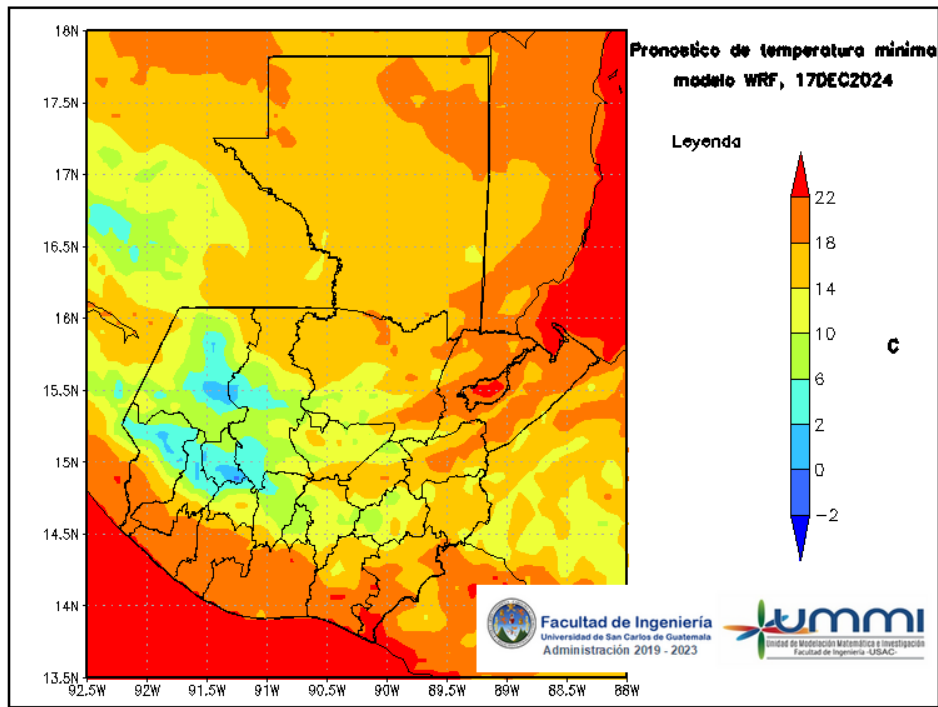 Pronostico de temperatura minima
modelo WRF, 17DEC2024
Leyenda
22
18
14
10
6
2
0
−2
C
18N
17.5N
17N
16.5N
16N
15.5N
15N
14.5N
14N
13.5N
92.5W 92W 91.5W 91W 90.5W 90W 89.5W 89W 88.5W 88W
Facultad de Ingeniería
Universidad de San Carlos de Guatemala
Administración 2019 - 2023
UMMI
Unidad de Modelación Matemática e Investigación
Facultad de Ingeniería -USAC-